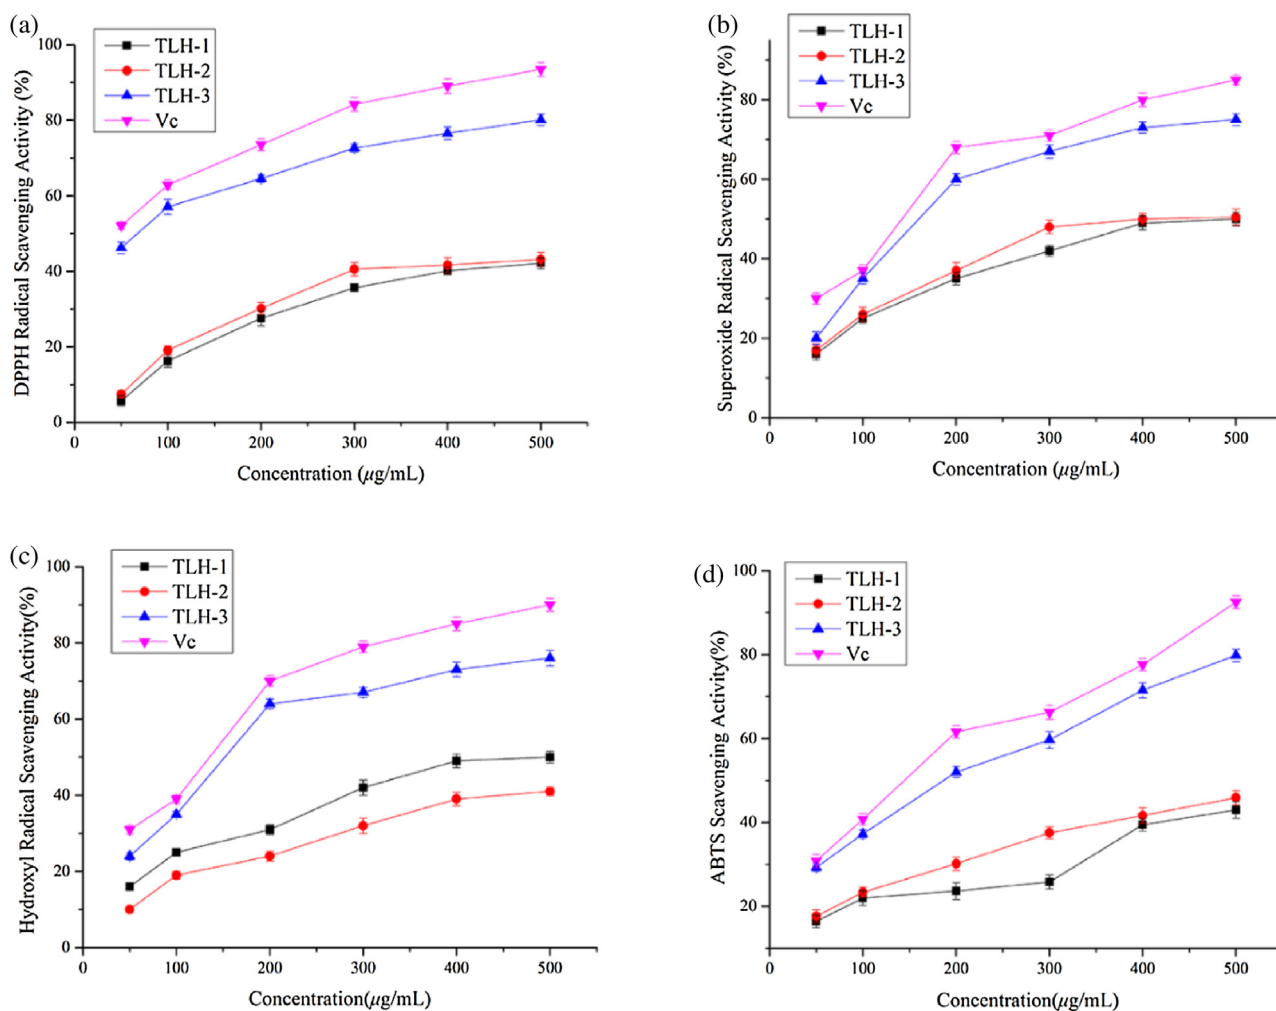 (a)
TLH-1
TLH-2
TLH-3
Vc
DPPH Radical Scavenging Activity (%)
100
80
60
40
20
0
0 100 200 300 400 500
Concentration (µg/mL)
(b)
TLH-1
TLH-2
TLH-3
Vc
Superoxide Radical Scavenging Activity (%)
80
60
40
20
0
0 100 200 300 400 500
Concentration (µg/mL)
(c)
TLH-1
TLH-2
TLH-3
Vc
Hydroxyl Radical Scavenging Activity(%)
100
80
60
40
20
0
0 100 200 300 400 500
Concentration(µg/mL)
(d)
TLH-1
TLH-2
TLH-3
Vc
ABTS Scavenging Activity(%)
100
80
60
40
20
0 100 200 300 400 500
Concentration(µg/mL)